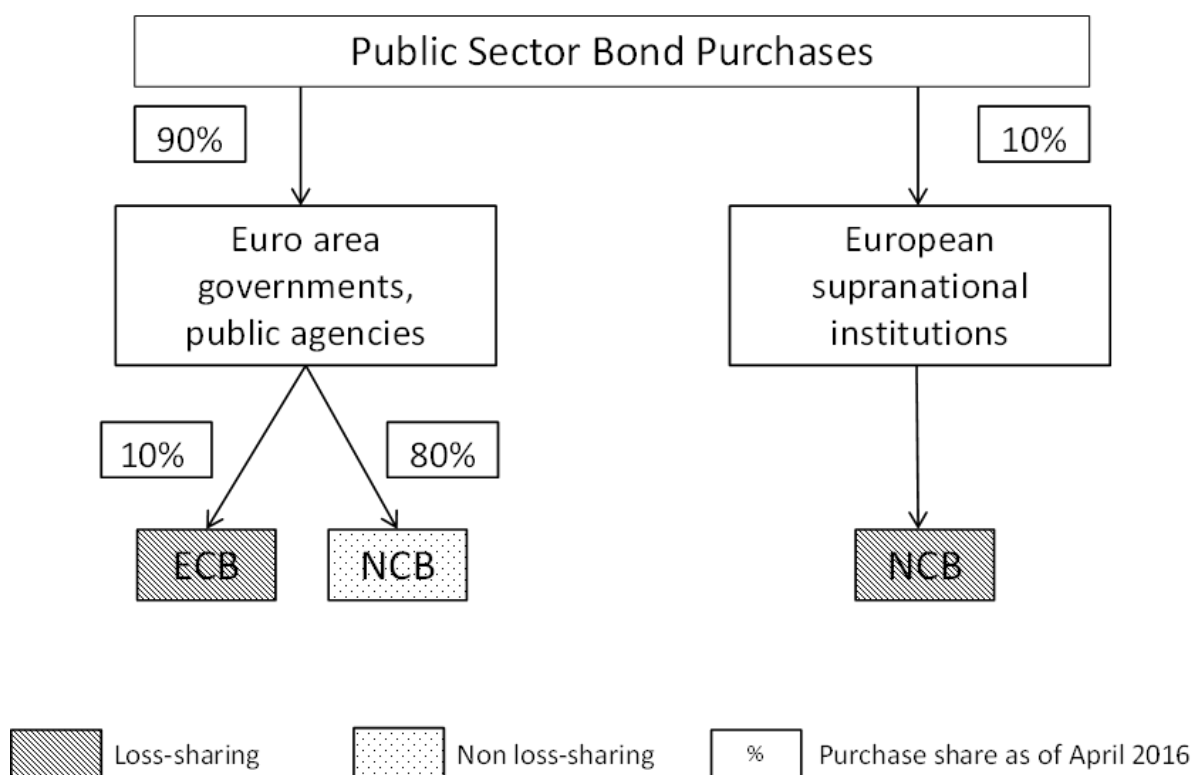 Public Sector Bond Purchases
90%
10%
Euro area
governments,
public agencies
European
supranational
institutions
10%
80%
ECB
NCB
NCB
Loss-sharing
Non loss-sharing
%
Purchase share as of April 2016